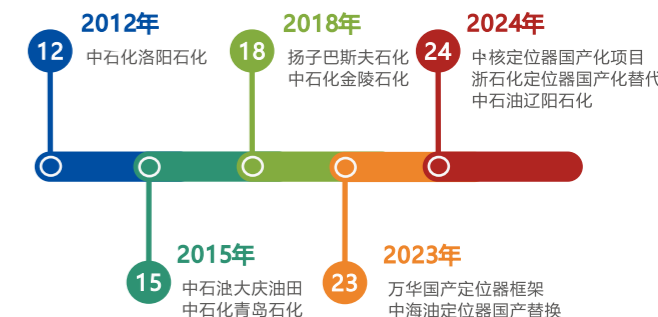 2012年
12
中石化洛阳石化
2018年
18
扬子巴斯夫石化
中石化金陵石化
2024年
24
中核定位器国产化项目
浙石化定位器国产化替代
中石油辽阳石化
2015年
15
中石油大庆油田
中石化青岛石化
2023年
23
万华国产定位器框架
中海油定位器国产替换